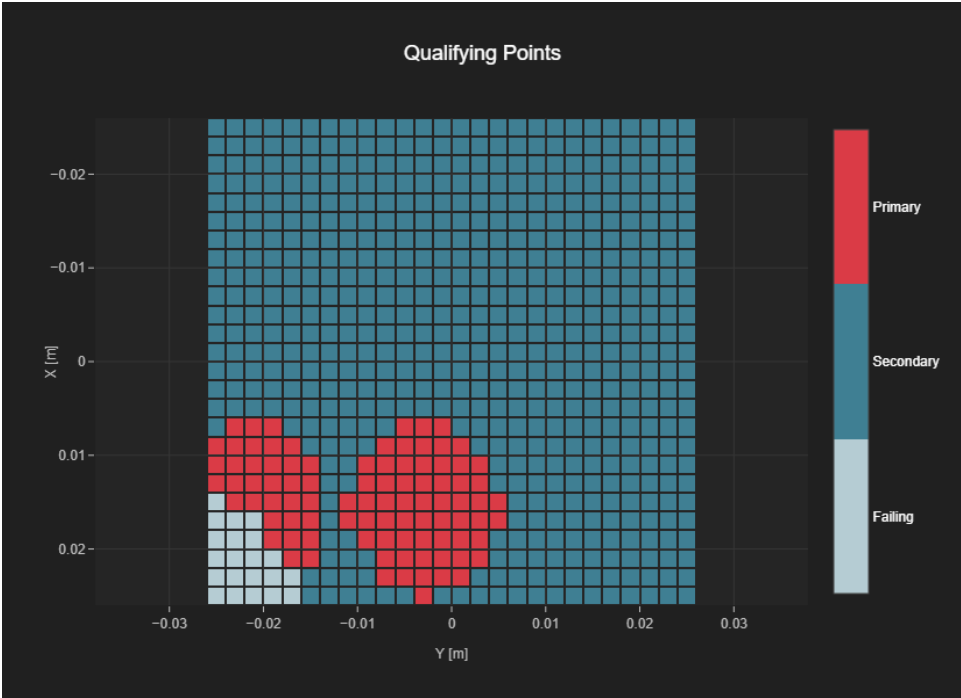 Qualifying Points
−0.02
−0.01
0
0.01
0.02
X [m]
−0.03
−0.02
−0.01
0
0.01
0.02
0.03
Y [m]
Primary
Secondary
Failing